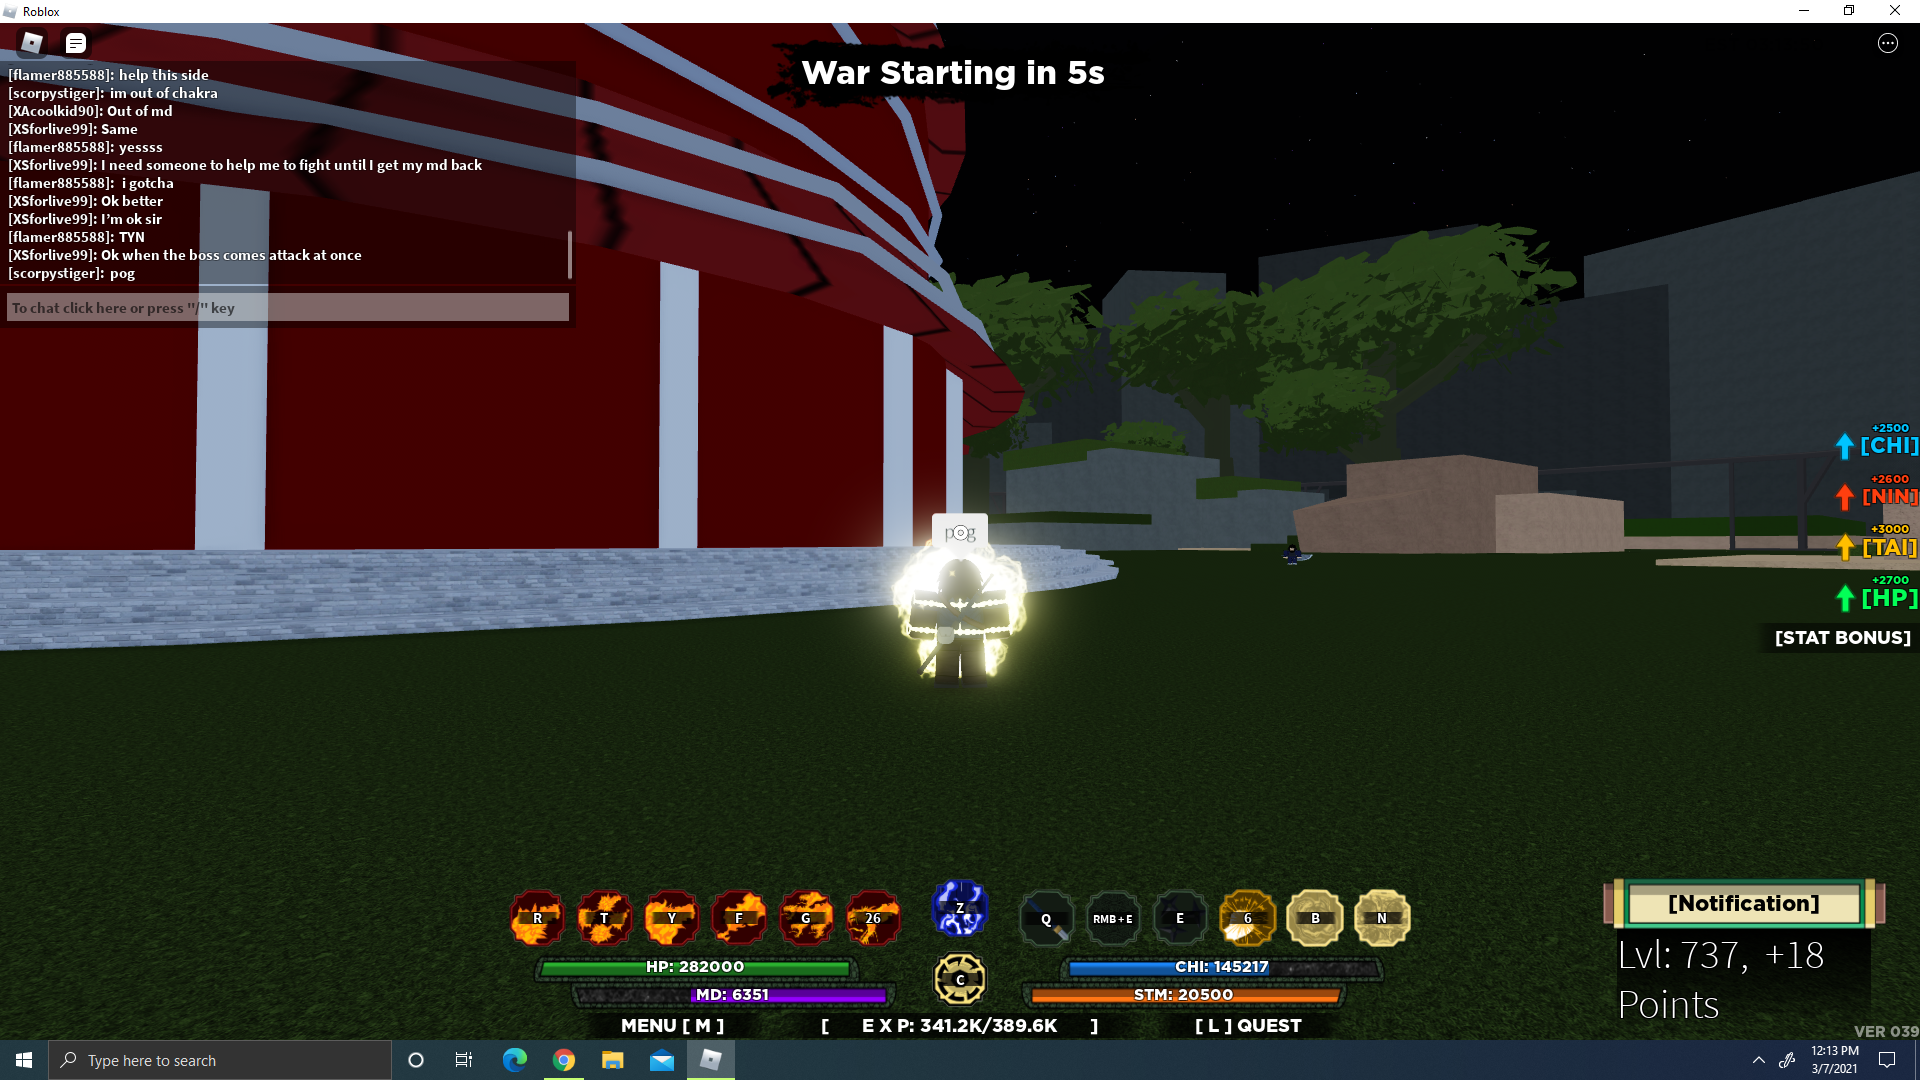 Roblox
War Starting in 5s
[flamer885588]: help this side
[scorpystiger]: im out of chakra
[XAcoolkid90]: Out of md
[XSforlive99]: Same
[flamer885588]: yessss
[XSforlive99]: I need someone to help me to fight until I get my md back
[flamer885588]: i gotcha
[XSforlive99]: Ok better
[XSforlive99]: I'm ok sir
[flamer885588]: TYN
[XSforlive99]: Ok when the boss comes attack at once
[scorpystiger]: pog
To chat click here or press "/" key
+2500
[CHI]
+2600
[NIN]
+3000
[TAI]
+2700
[HP]
[STAT BONUS]
pog
R T Y F G 26 Z Q RMB + E E 6 B N
[Notification]
Lvl: 737, +18
Points
HP: 282000
C
CHI: 145217
MD: 6351
STM: 20500
MENU [ M ]
[ E X P: 341.2K/389.6K ]
[ L ] QUEST
VER 039
Type here to search
12:13 PM
3/7/2021